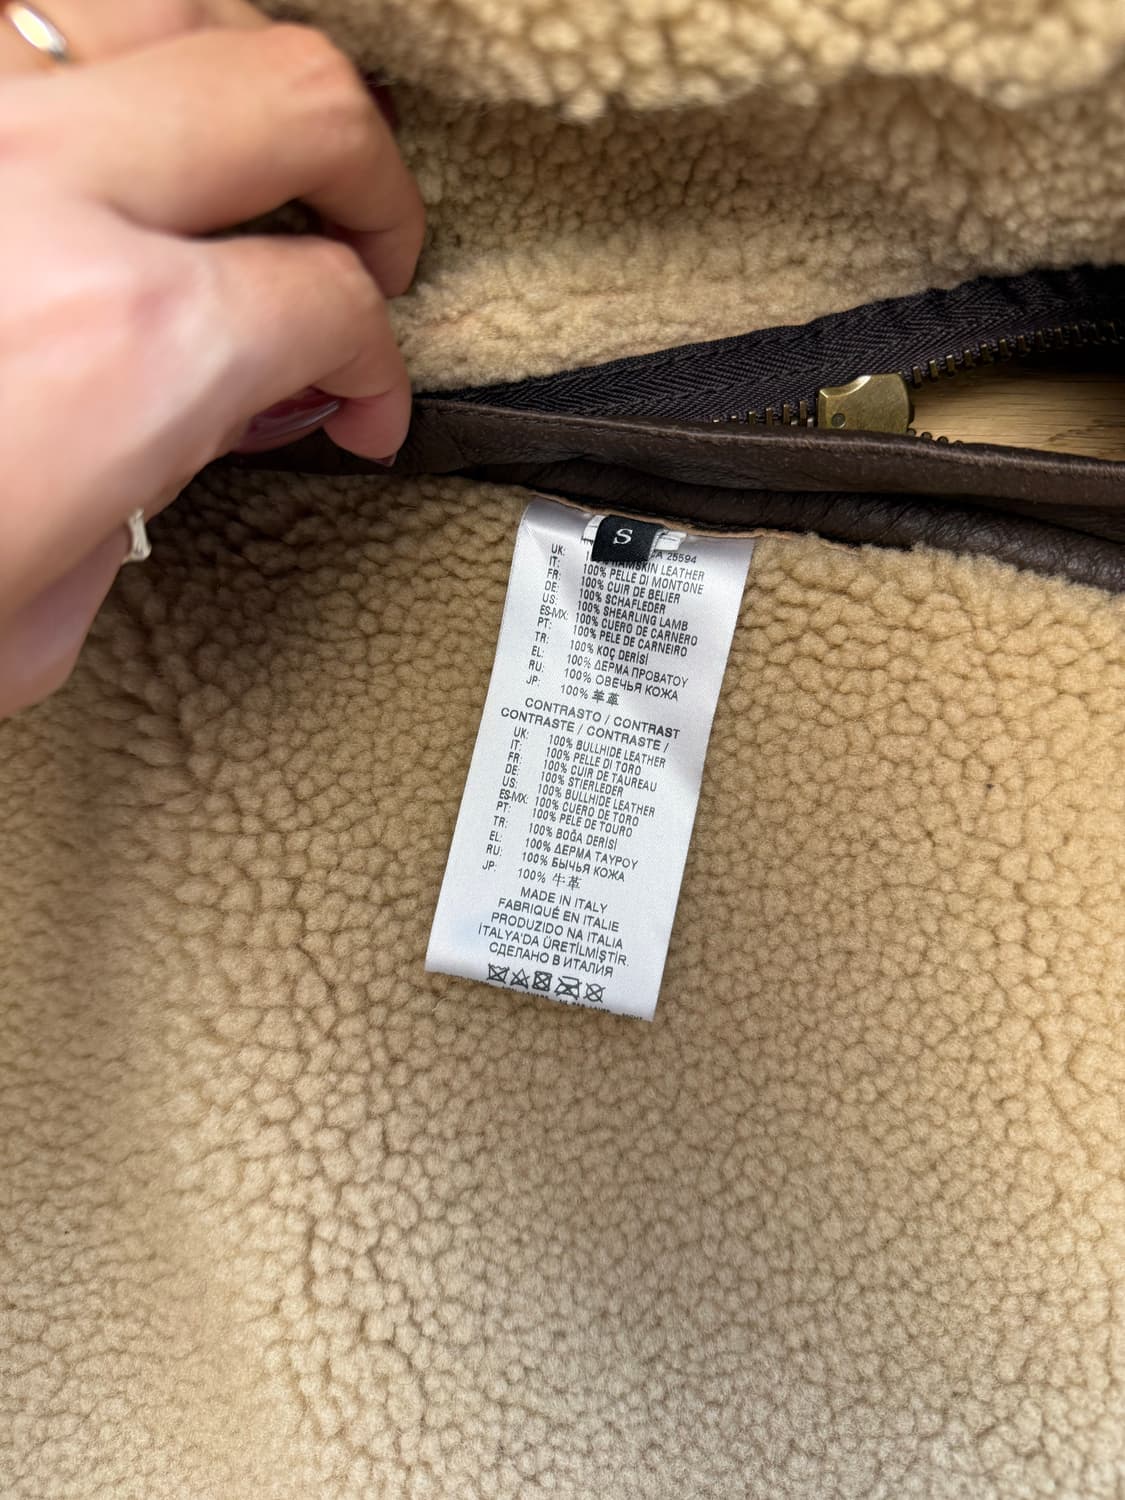 S
CA 25594
UK: 100% LAMBSKIN LEATHER
IT: 100% PELLE DI MONTONE
FR: 100% CUIR DE BELIER
DE: 100% SCHAFLEDER
US: 100% SHEARLING LAMB
ES-MX: 100% CUERO DE CARNERO
PT: 100% PELE DE CARNEIRO
TR: 100% KOÇ DERİSİ
EL: 100% ΔΕΡΜΑ ΠΡΟΒΑΤΟΥ
RU: 100% ОВЕЧЬЯ КОЖА
JP: 100% 羊革
CONTRASTO / CONTRAST
CONTRASTE / CONTRASTE /
UK: 100% BULLHIDE LEATHER
IT: 100% PELLE DI TORO
FR: 100% CUIR DE TAUREAU
DE: 100% STIERLEDER
US: 100% BULLHIDE LEATHER
ES-MX: 100% CUERO DE TORO
PT: 100% PELE DE TOURO
TR: 100% BOĞA DERİSİ
EL: 100% ΔΕΡΜΑ ΤΑΥΡΟΥ
RU: 100% БЫЧЬЯ КОЖА
JP: 100% 牛革
MADE IN ITALY
FABRIQUÉ EN ITALIE
PRODUZIDO NA ITALIA
İTALYA'DA ÜRETİLMİŞTİR.
СДЕЛАНО В ИТАЛИЯ